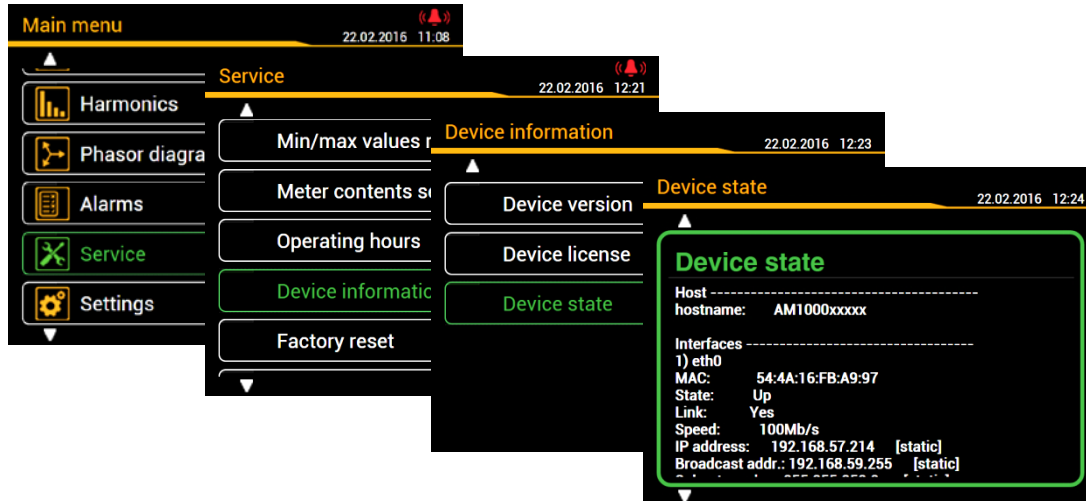 Main menu
22.02.2016 11:08
Harmonics
Phasor diagra
Alarms
Service
Settings
Service
22.02.2016 12:21
Min/max values r
Meter contents s
Operating hours
Device informatic
Factory reset
Device information
22.02.2016 12:23
Device version
Device license
Device state
Device state
22.02.2016 12:24
Device state
Host ----------------------------------------
hostname: AM1000xxxxx
Interfaces ----------------------------------
1) eth0
MAC: 54:4A:16:FB:A9:97
State: Up
Link: Yes
Speed: 100Mb/s
IP address: 192.168.57.214 [static]
Broadcast addr.: 192.168.59.255 [static]